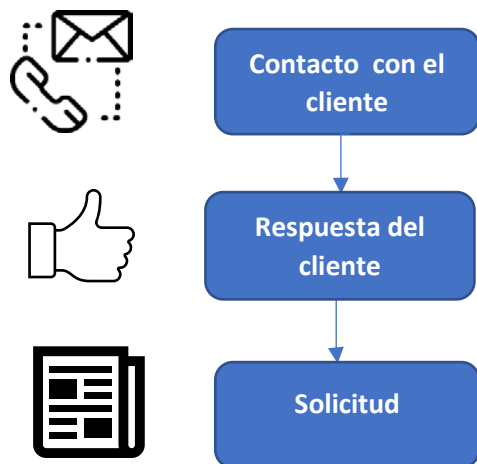 Contacto  con el
cliente
Respuesta del
cliente
Solicitud